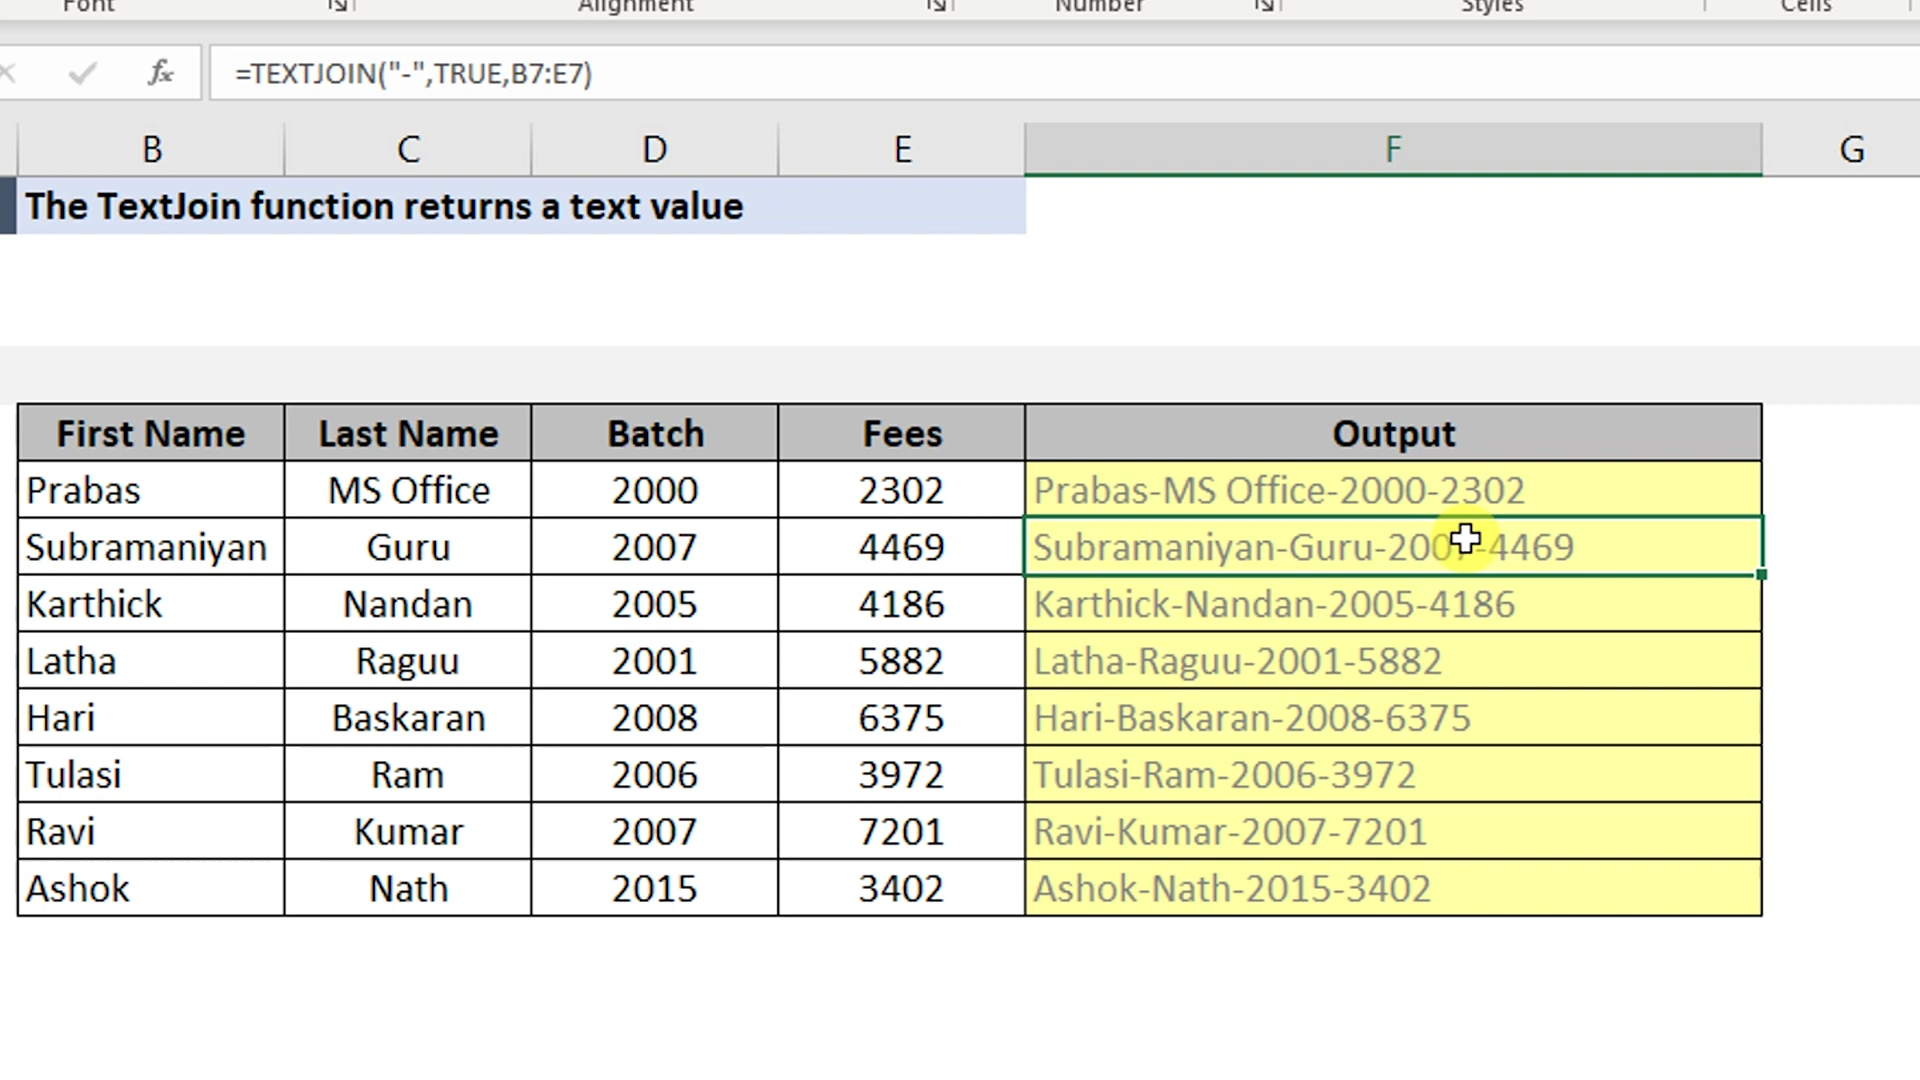 Font Alignment Number Styles Cells
fx =TEXTJOIN("-",TRUE,B7:E7)
B C D E F G
The TextJoin function returns a text value
First Name Last Name Batch Fees Output
Prabas MS Office 2000 2302 Prabas-MS Office-2000-2302
Subramaniyan Guru 2007 4469 Subramaniyan-Guru-2007-4469
Karthick Nandan 2005 4186 Karthick-Nandan-2005-4186
Latha Raguu 2001 5882 Latha-Raguu-2001-5882
Hari Baskaran 2008 6375 Hari-Baskaran-2008-6375
Tulasi Ram 2006 3972 Tulasi-Ram-2006-3972
Ravi Kumar 2007 7201 Ravi-Kumar-2007-7201
Ashok Nath 2015 3402 Ashok-Nath-2015-3402